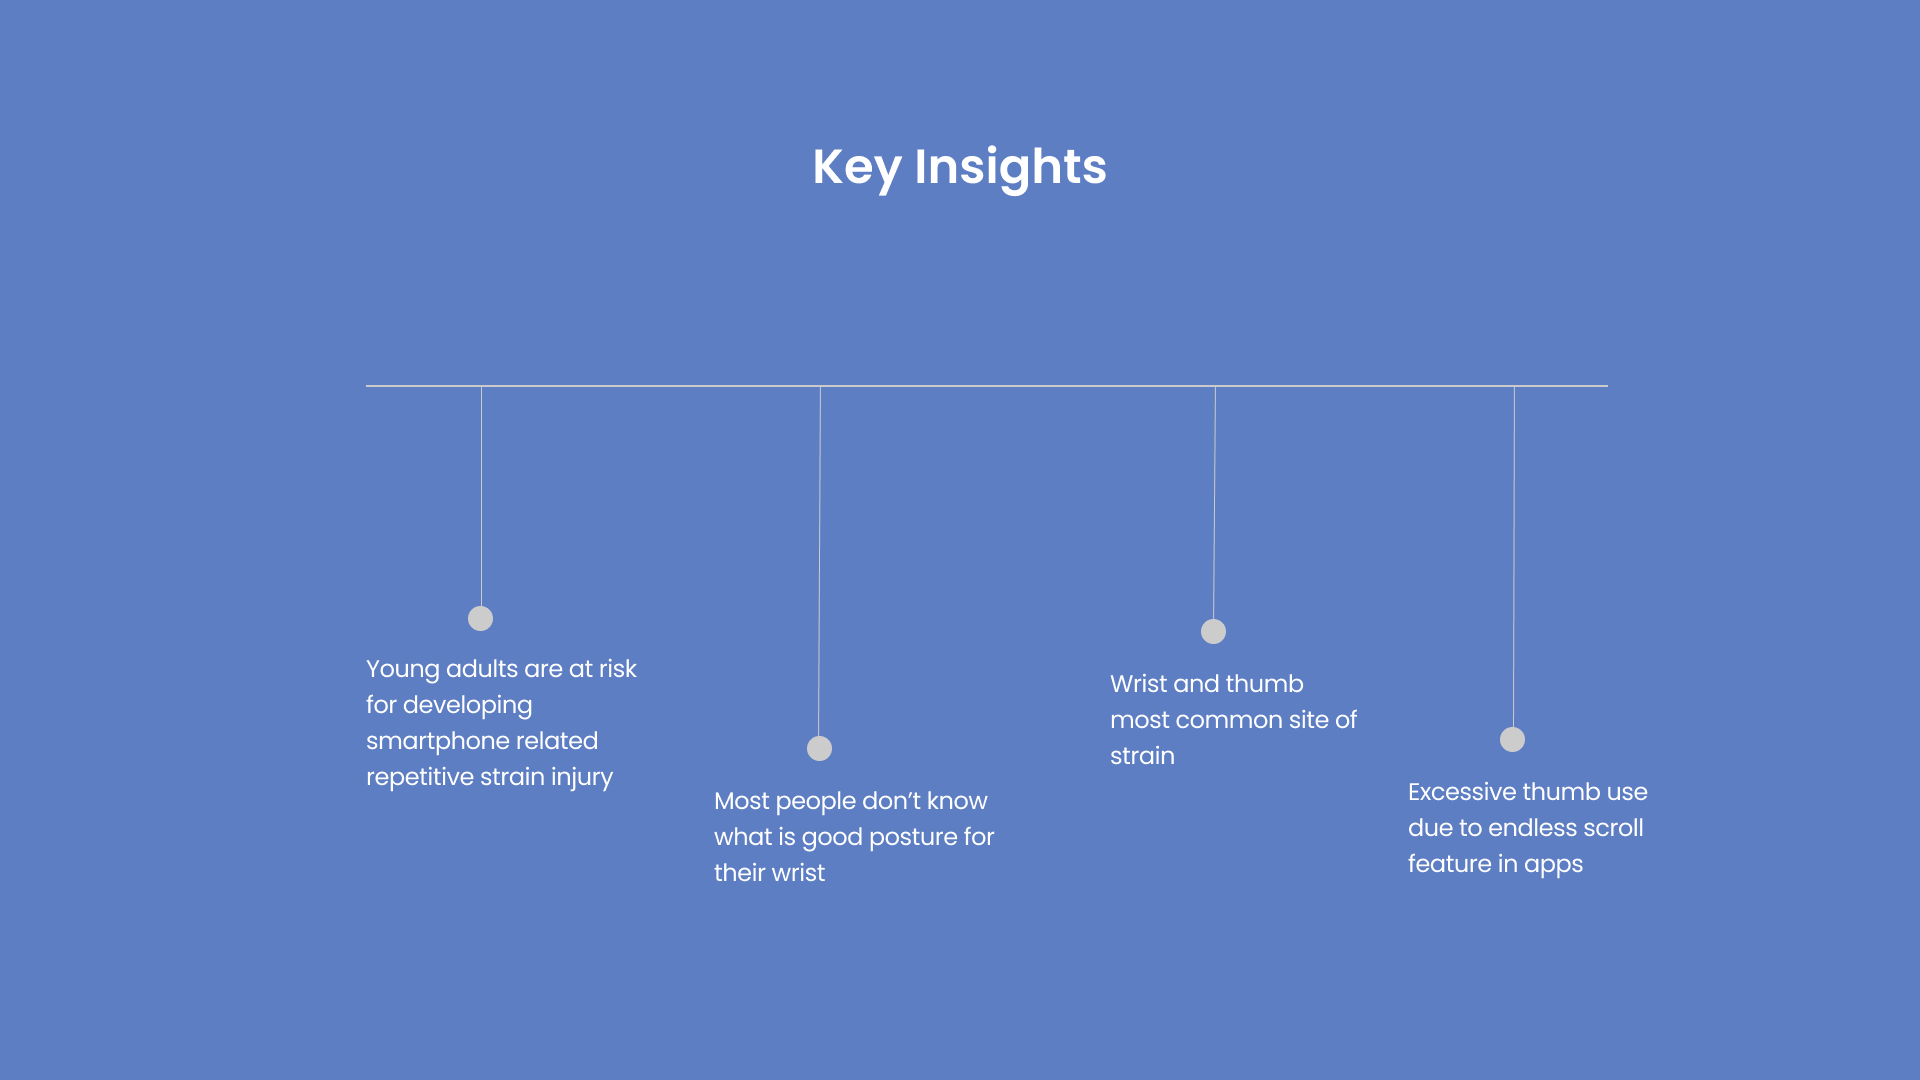 Key Insights
Young adults are at risk
for developing
smartphone related
repetitive strain injury
Most people don’t know
what is good posture for
their wrist
Wrist and thumb
most common site of
strain
Excessive thumb use
due to endless scroll
feature in apps